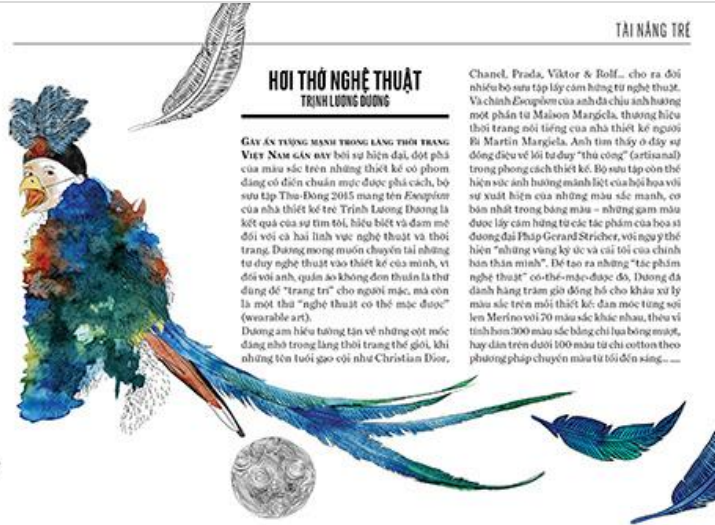 TÀI NĂNG TRẺ
HƠI THỞ NGHỆ THUẬT
TRỊNH LƯƠNG DƯƠNG
GÂY ẤN TƯỢNG MẠNH TRONG LÀNG THỜI TRANG
VIỆT NAM GẦN ĐÂY bởi sự hiện đại, đột phá
của màu sắc trên những thiết kế có phom
dáng cổ điển chuẩn mực được phá cách, bộ
sưu tập Thu-Đông 2015 mang tên Escapism
của nhà thiết kế trẻ Trịnh Lương Dương là
kết quả của sự tìm tòi, hiểu biết và đam mê
đối với cả hai lĩnh vực nghệ thuật và thời
trang. Dương mong muốn chuyển tải những
tư duy nghệ thuật vào thiết kế của mình, vì
đối với anh, quần áo không đơn thuần là thứ
dùng để "trang trí" cho người mặc, mà còn
là một thứ "nghệ thuật có thể mặc được"
(wearable art).
Dương am hiểu tường tận về những cột mốc
đáng nhớ trong làng thời trang thế giới, khi
những tên tuổi gạo cội như Christian Dior,
Chanel, Prada, Viktor & Rolf... cho ra đời
nhiều bộ sưu tập lấy cảm hứng từ nghệ thuật.
Và chính Escapism của anh đã chịu ảnh hưởng
một phần từ Maison Margiela, thương hiệu
thời trang nổi tiếng của nhà thiết kế người
Bỉ Martin Margiela. Anh tìm thấy ở đây sự
đồng điệu về lối tư duy "thủ công" (artisanal)
trong phong cách thiết kế. Bộ sưu tập còn thể
hiện sức ảnh hưởng mãnh liệt của hội họa với
sự xuất hiện của những màu sắc mạnh, cơ
bản nhất trong bảng màu – những gam màu
được lấy cảm hứng từ các tác phẩm của họa sĩ
đương đại Pháp Gerard Stricher, với ngụ ý thể
hiện "những vùng ký ức và cái tôi của chính
bản thân mình". Để tạo ra những "tác phẩm
nghệ thuật" có-thể-mặc-được đó, Dương đã
dành hàng trăm giờ đồng hồ cho khâu xử lý
màu sắc trên mỗi thiết kế: đan móc từng sợi
len Merino với 70 màu sắc khác nhau, thêu vi
tính hơn 300 màu sắc bằng chỉ lụa bóng mượt,
hay dán trên dưới 100 màu từ chỉ cotton theo
phương pháp chuyển màu từ tối đến sáng...